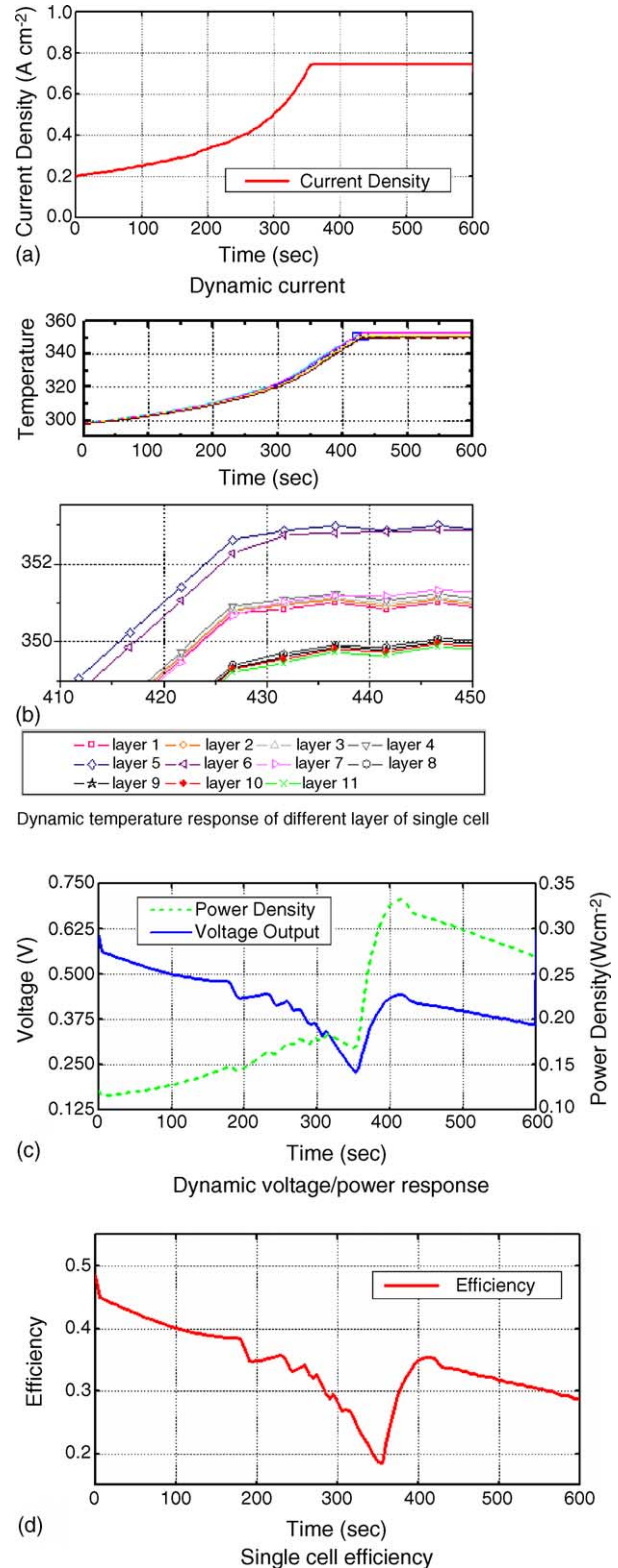 Current Density (A cm-2)
1.0
0.8
0.6
0.4
0.2
0.0
Current Density
0 100 200 300 400 500 600
Time (sec)
(a)
Dynamic current
Temperature
360
340
320
300
0 100 200 300 400 500 600
Time (sec)
352
350
410 420 430 440 450
(b)
layer 1 layer 2 layer 3 layer 4
layer 5 layer 6 layer 7 layer 8
layer 9 layer 10 layer 11
Dynamic temperature response of different layer of single cell
Voltage (V)
0.750
0.625
0.500
0.375
0.250
0.125
Power Density
Voltage Output
0.35
0.30
0.25
0.20
0.15
0.10
Power Density(Wcm-2)
0 100 200 300 400 500 600
Time (sec)
(c)
Dynamic voltage/power response
Efficiency
0.5
0.4
0.3
0.2
Efficiency
0 100 200 300 400 500 600
Time (sec)
(d)
Single cell efficiency